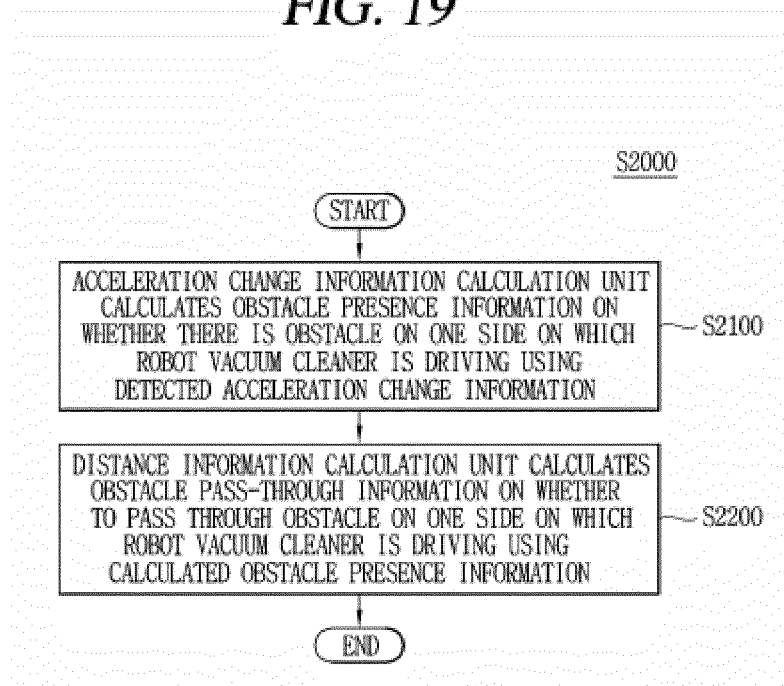 FIG. 19
S2000
START
ACCELERATION CHANGE INFORMATION CALCULATION UNIT
CALCULATES OBSTACLE PRESENCE INFORMATION ON
WHETHER THERE IS OBSTACLE ON ONE SIDE ON WHICH
ROBOT VACUUM CLEANER IS DRIVING USING
DETECTED ACCELERATION CHANGE INFORMATION
S2100
DISTANCE INFORMATION CALCULATION UNIT CALCULATES
OBSTACLE PASS-THROUGH INFORMATION ON WHETHER
TO PASS THROUGH OBSTACLE ON ONE SIDE ON WHICH
ROBOT VACUUM CLEANER IS DRIVING USING
CALCULATED OBSTACLE PRESENCE INFORMATION
S2200
END